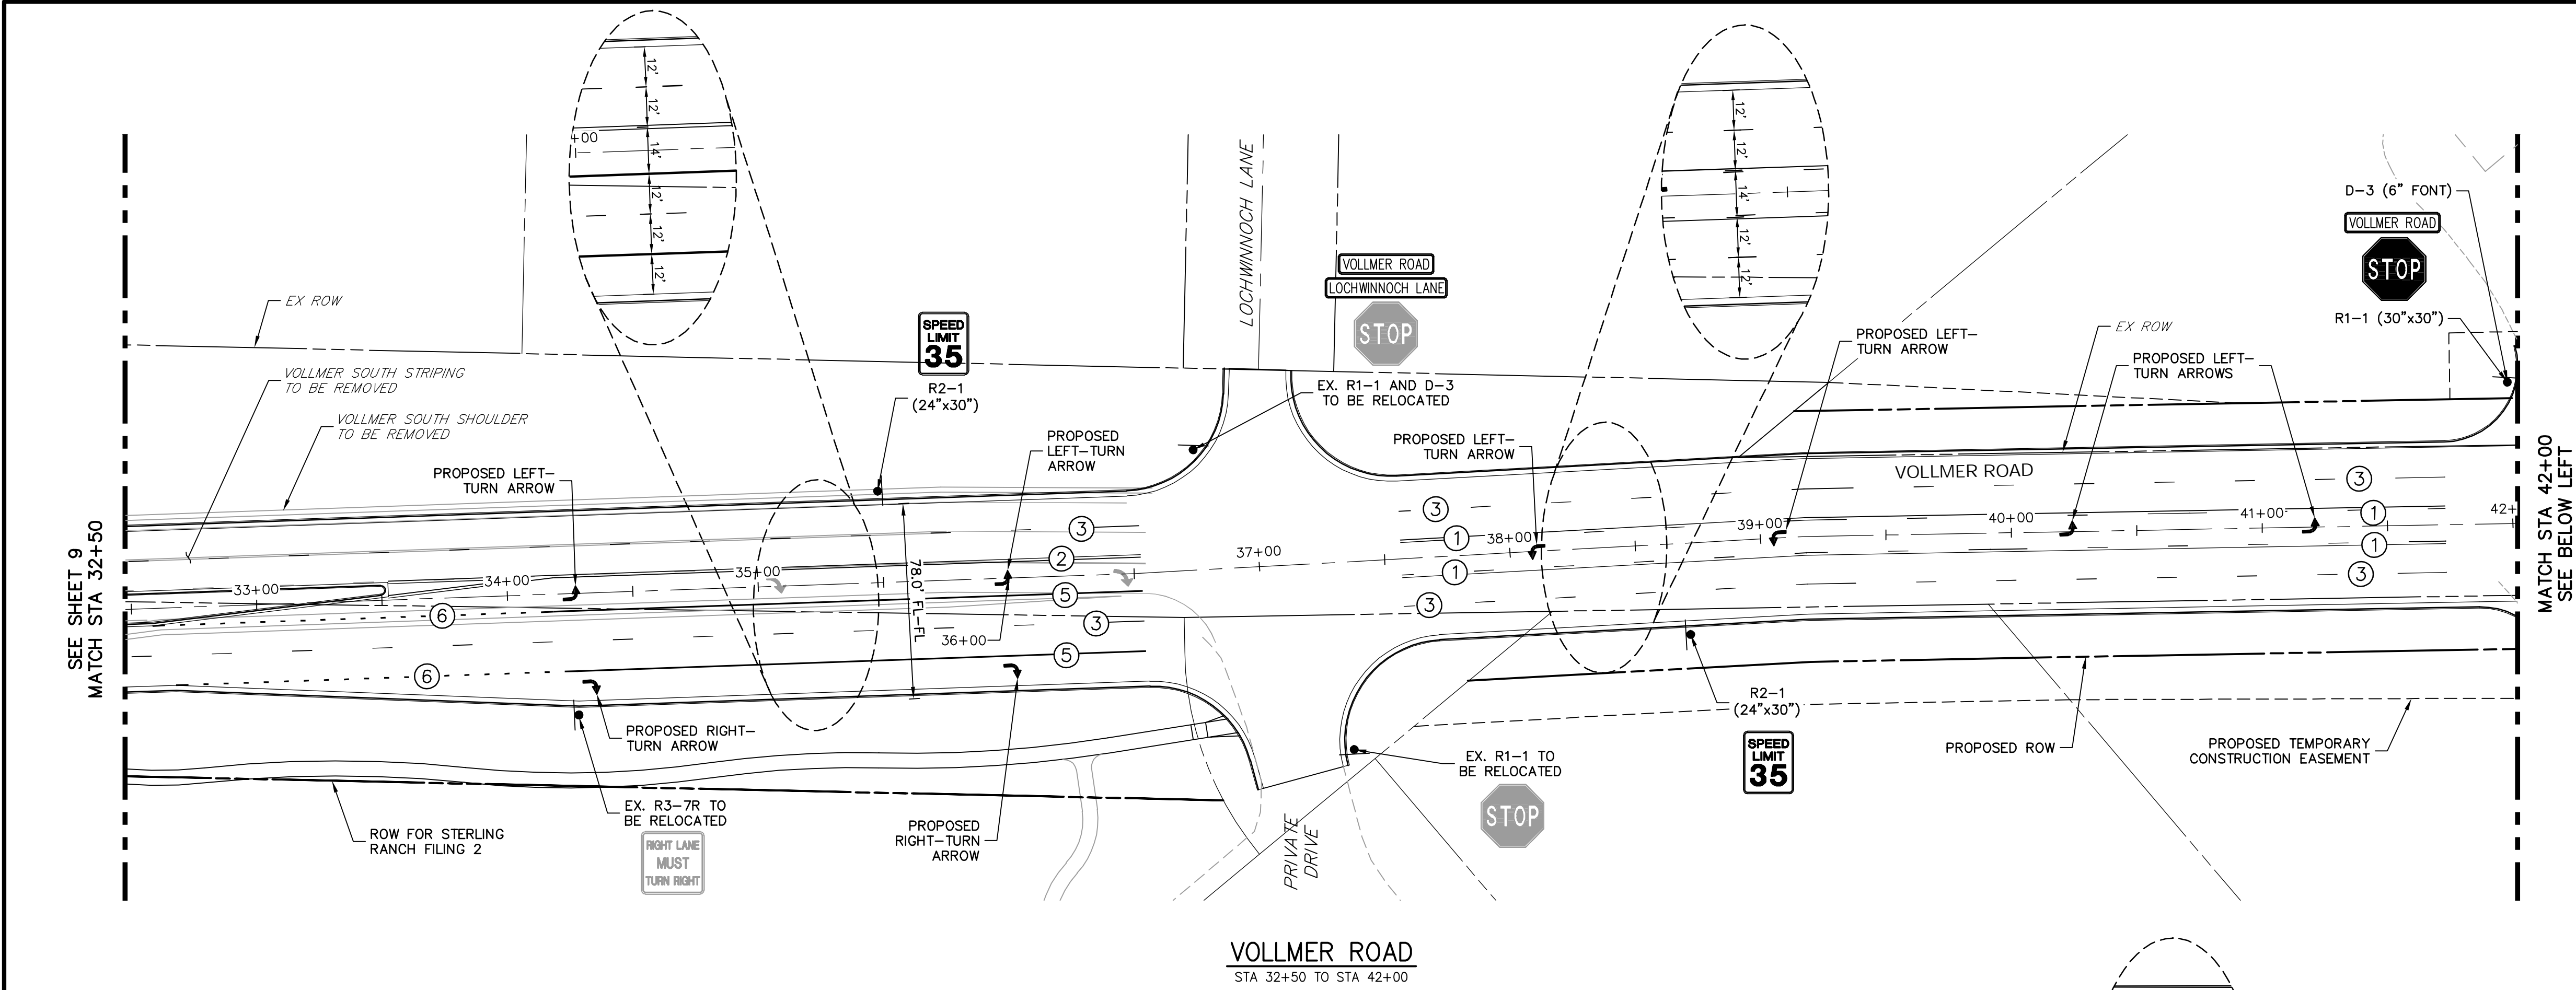 12'
12'
+00
14'
12'
12'
12'
12'
12'
14'
12'
12'
LOCHWINNOCH LANE
D-3 (6" FONT)
VOLLMER ROAD
STOP
R1-1 (30"x30")
VOLLMER ROAD
LOCHWINNOCH LANE
STOP
EX. R1-1 AND D-3
TO BE RELOCATED
EX ROW
SPEED
LIMIT
35
R2-1
(24"x30")
VOLLMER SOUTH STRIPING
TO BE REMOVED
VOLLMER SOUTH SHOULDER
TO BE REMOVED
PROPOSED LEFT-
TURN ARROW
PROPOSED
LEFT-TURN
ARROW
PROPOSED LEFT-
TURN ARROW
PROPOSED LEFT-
TURN ARROW
EX ROW
PROPOSED LEFT-
TURN ARROWS
VOLLMER ROAD
SEE SHEET 9
MATCH STA 32+50
MATCH STA 42+00
SEE BELOW LEFT
33+00
34+00
35+00
36+00
37+00
38+00
39+00
40+00
41+00
42+
3
2
5
3
5
6
6
3
1
1
3
3
1
1
3
78.0' FL-FL
PROPOSED RIGHT-
TURN ARROW
EX. R3-7R TO
BE RELOCATED
RIGHT LANE
MUST
TURN RIGHT
ROW FOR STERLING
RANCH FILING 2
PROPOSED
RIGHT-TURN
ARROW
PRIVATE
DRIVE
EX. R1-1 TO
BE RELOCATED
STOP
R2-1
(24"x30")
SPEED
LIMIT
35
PROPOSED ROW
PROPOSED TEMPORARY
CONSTRUCTION EASEMENT
VOLLMER ROAD
STA 32+50 TO STA 42+00